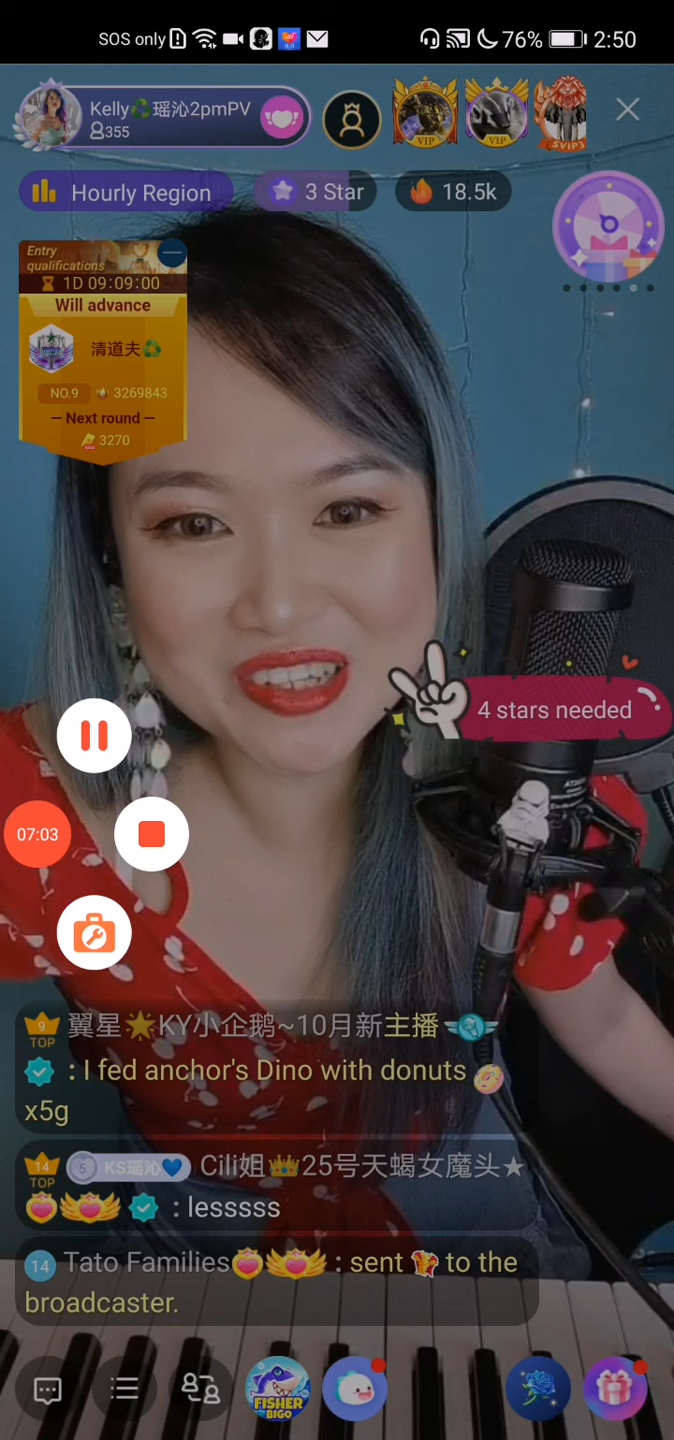 SOS only
76%
2:50
Kelly♻️瑶沁2pmPV
355
VIP
VIP
SVIP3
Hourly Region
3 Star
18.5k
Entry
qualifications
1D 09:09:00
Will advance
清道夫♻️
NO.9
3269843
— Next round —
3270
4 stars needed
07:03
9
TOP
翼星🌟KY小企鹅~10月新主播
: I fed anchor's Dino with donuts 🍩
x5g
14
TOP
5
KS瑶沁💙
Cili姐👑25号天蝎女魔头★
: lesssss
14
Tato Families
: sent
to the
broadcaster.
FISHER
BIGO